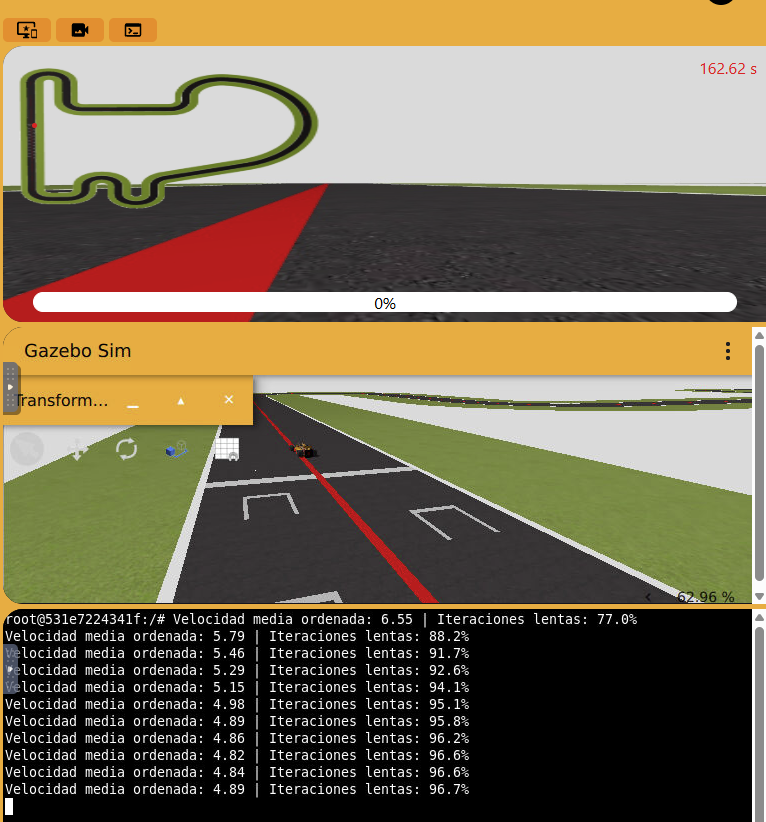 162.62 s
0%
Gazebo Sim
Transform...
62.96 %
root@531e7224341f:/# Velocidad media ordenada: 6.55 | Iteraciones lentas: 77.0%
Velocidad media ordenada: 5.79 | Iteraciones lentas: 88.2%
Velocidad media ordenada: 5.46 | Iteraciones lentas: 91.7%
Velocidad media ordenada: 5.29 | Iteraciones lentas: 92.6%
Velocidad media ordenada: 5.15 | Iteraciones lentas: 94.1%
Velocidad media ordenada: 4.98 | Iteraciones lentas: 95.1%
Velocidad media ordenada: 4.89 | Iteraciones lentas: 95.8%
Velocidad media ordenada: 4.86 | Iteraciones lentas: 96.2%
Velocidad media ordenada: 4.82 | Iteraciones lentas: 96.6%
Velocidad media ordenada: 4.84 | Iteraciones lentas: 96.6%
Velocidad media ordenada: 4.89 | Iteraciones lentas: 96.7%